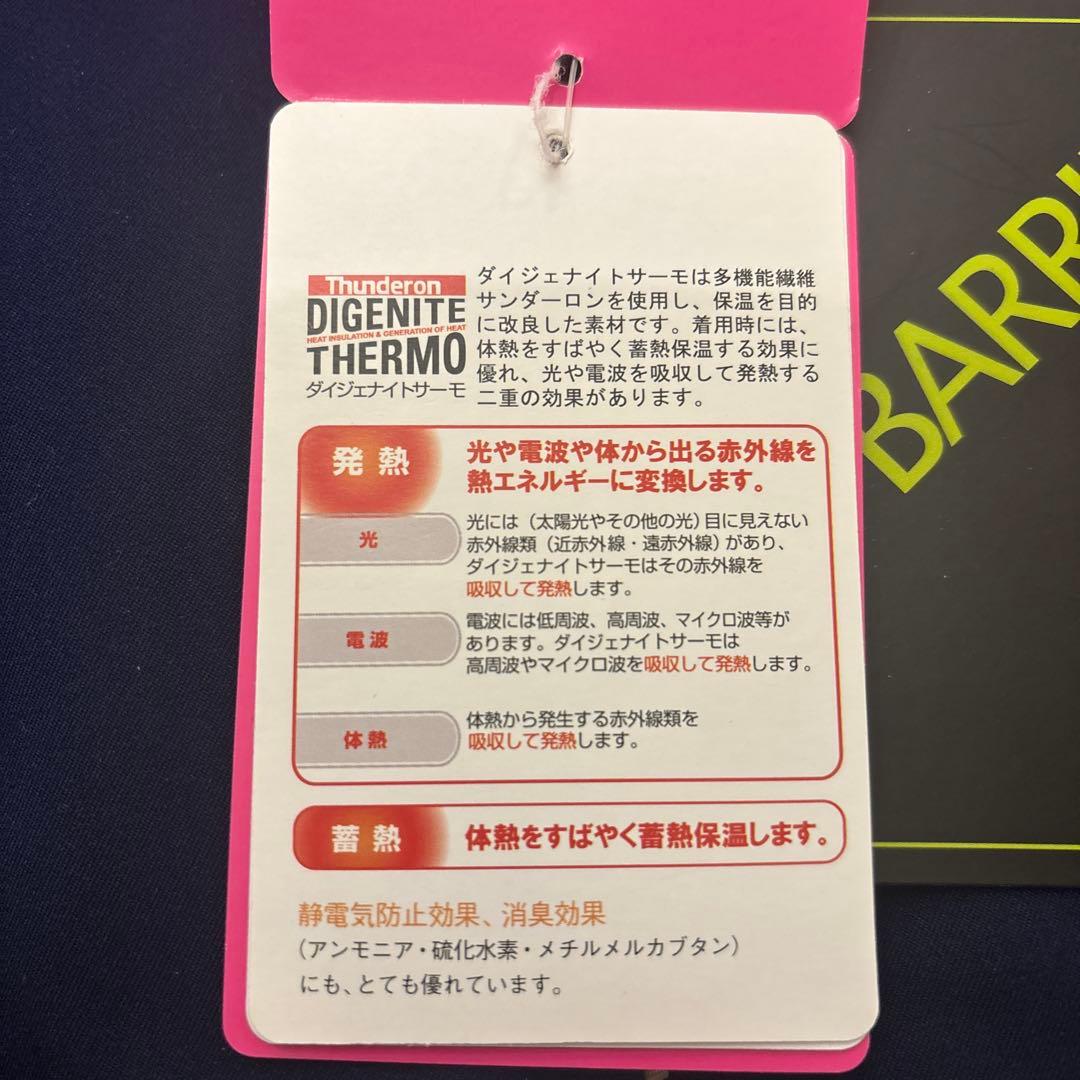 Thunderon
DIGENITE
HEAT INSULATION & GENERATION OF HEAT
THERMO
ダイジェナイトサーモ
ダイジェナイトサーモは多機能繊維
サンダーロンを使用し、保温を目的
に改良した素材です。着用時には、
体熱をすばやく蓄熱保温する効果に
優れ、光や電波を吸収して発熱する
二重の効果があります。
発熱
光や電波や体から出る赤外線を
熱エネルギーに変換します。
光
光には（太陽光やその他の光）目に見えない
赤外線類（近赤外線・遠赤外線）があり、
ダイジェナイトサーモはその赤外線を
吸収して発熱します。
電波
電波には低周波、高周波、マイクロ波等が
あります。ダイジェナイトサーモは
高周波やマイクロ波を吸収して発熱します。
体熱
体熱から発生する赤外線類を
吸収して発熱します。
蓄熱
体熱をすばやく蓄熱保温します。
静電気防止効果、消臭効果
（アンモニア・硫化水素・メチルメルカブタン）
にも、とても優れています。
BARR